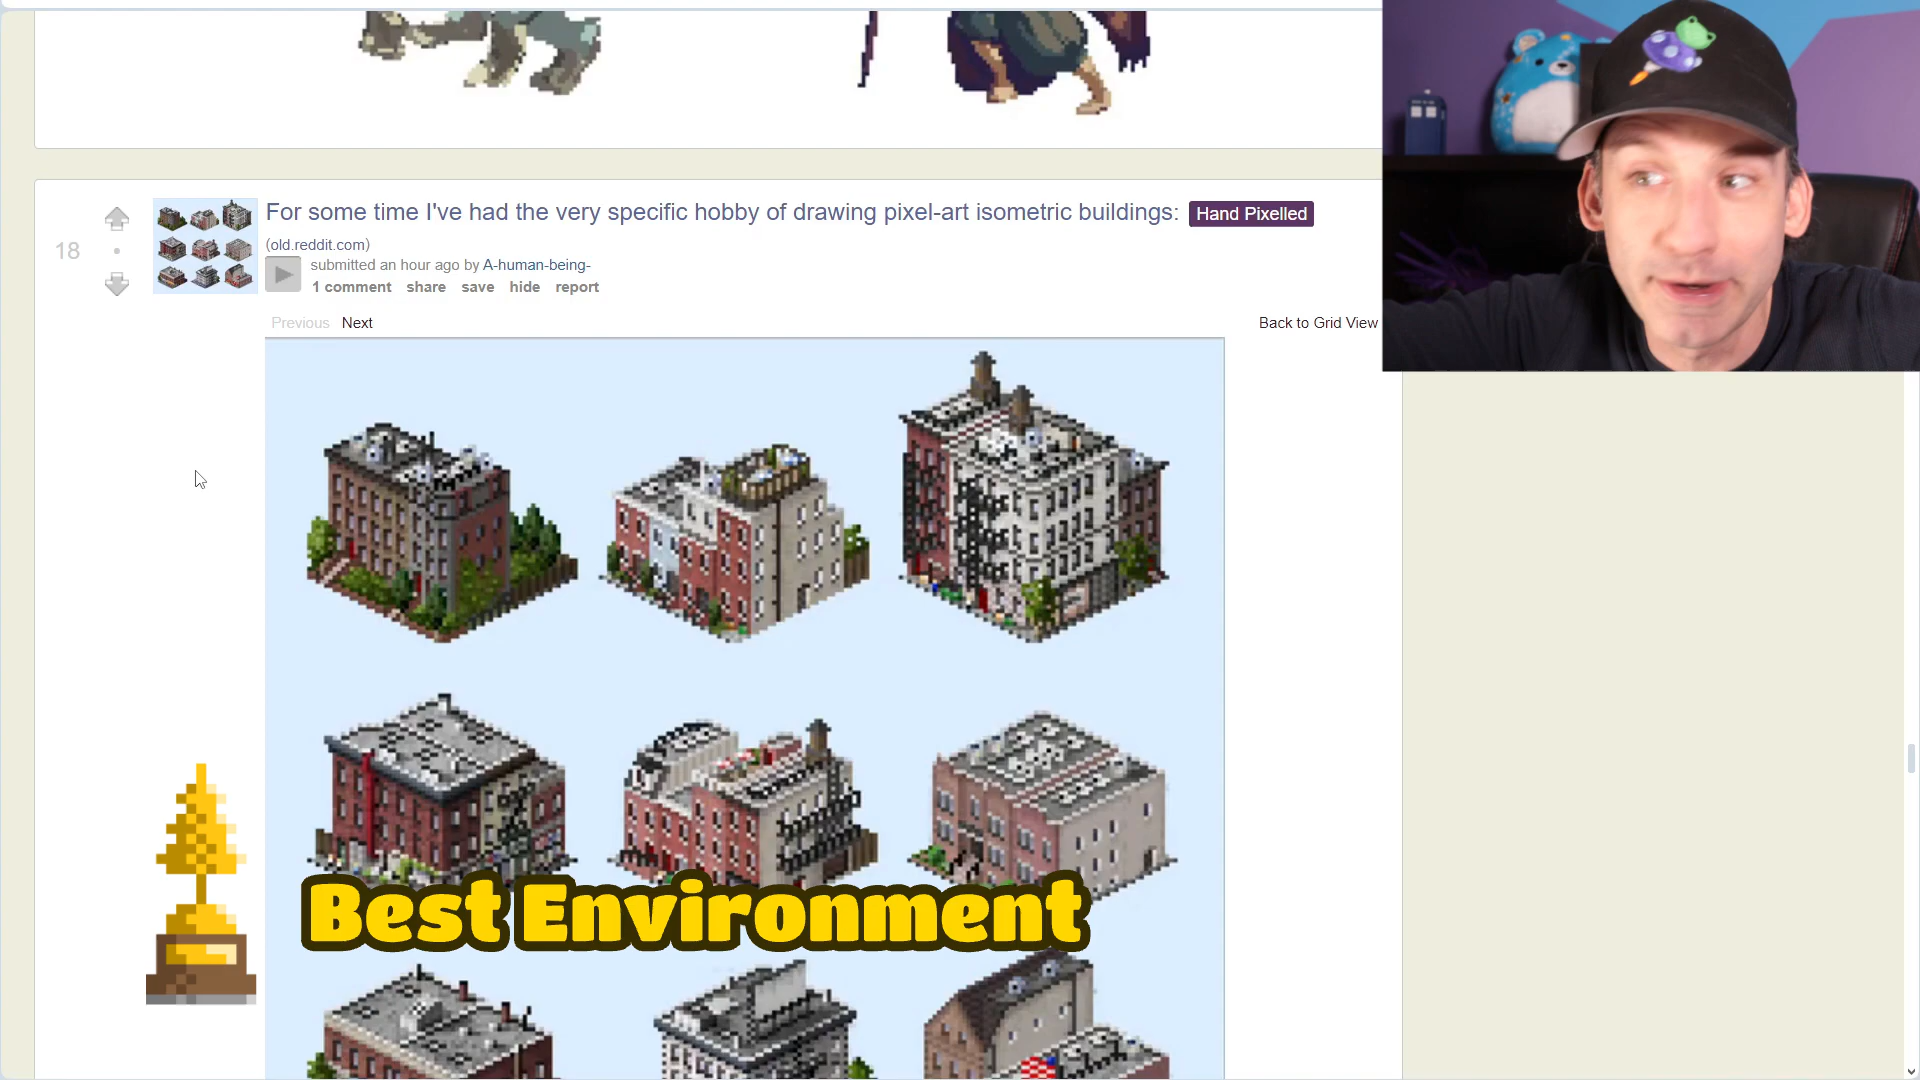 For some time I've had the very specific hobby of drawing pixel-art isometric buildings: Hand Pixelled
(old.reddit.com)
18
submitted an hour ago by A-human-being-
1 comment share save hide report
Previous Next
Back to Grid View
Best Environment